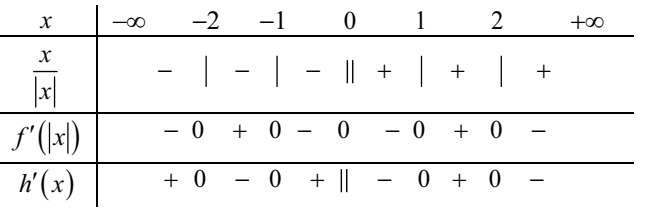 x −∞ −2 −1 0 1 2 +∞
x/|x| − | − | − || + | + | +
f′(|x|) − 0 + 0 − 0 − 0 + 0 −
h′(x) + 0 − 0 + || − 0 + 0 −